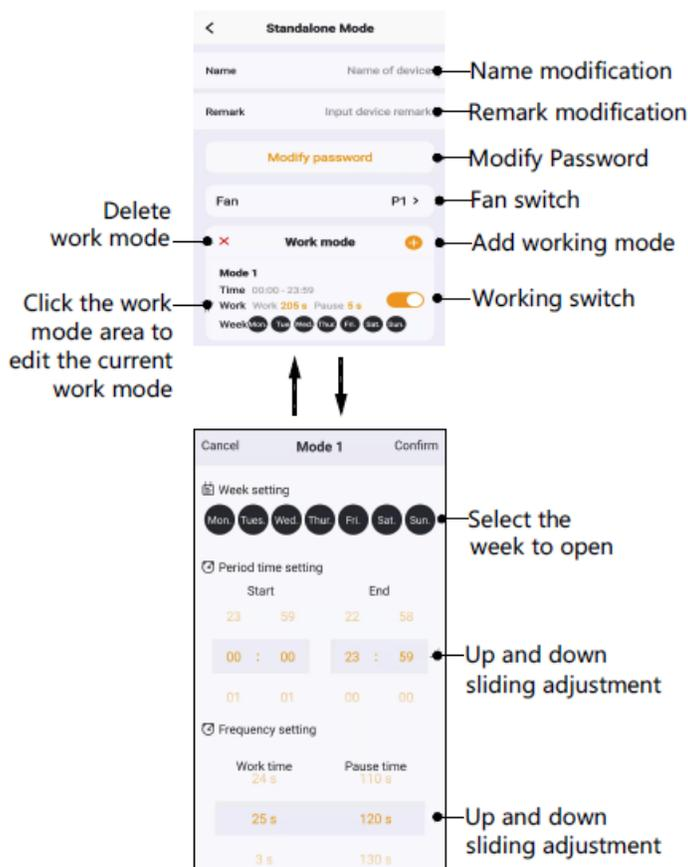 < Standalone Mode
Name Name of device
Name modification
Remark Input device remark
Remark modification
Modify password
Modify Password
Fan P1 >
Fan switch
Delete
work mode
× Work mode +
Add working mode
Mode 1
Time 00:00 - 23:59
Work Work 205 s Pause 5 s
Week Mon. Tue. Wed. Thur. Fri. Sat. Sun.
Working switch
Click the work
mode area to
edit the current
work mode
Cancel Mode 1 Confirm
Week setting
Mon. Tues. Wed. Thur. Fri. Sat. Sun.
Select the
week to open
Period time setting
Start End
23 59 22 58
00 : 00 23 : 59
01 01 00 00
Up and down
sliding adjustment
Frequency setting
Work time Pause time
24 s 110 s
25 s 120 s
3 s 130 s
Up and down
sliding adjustment